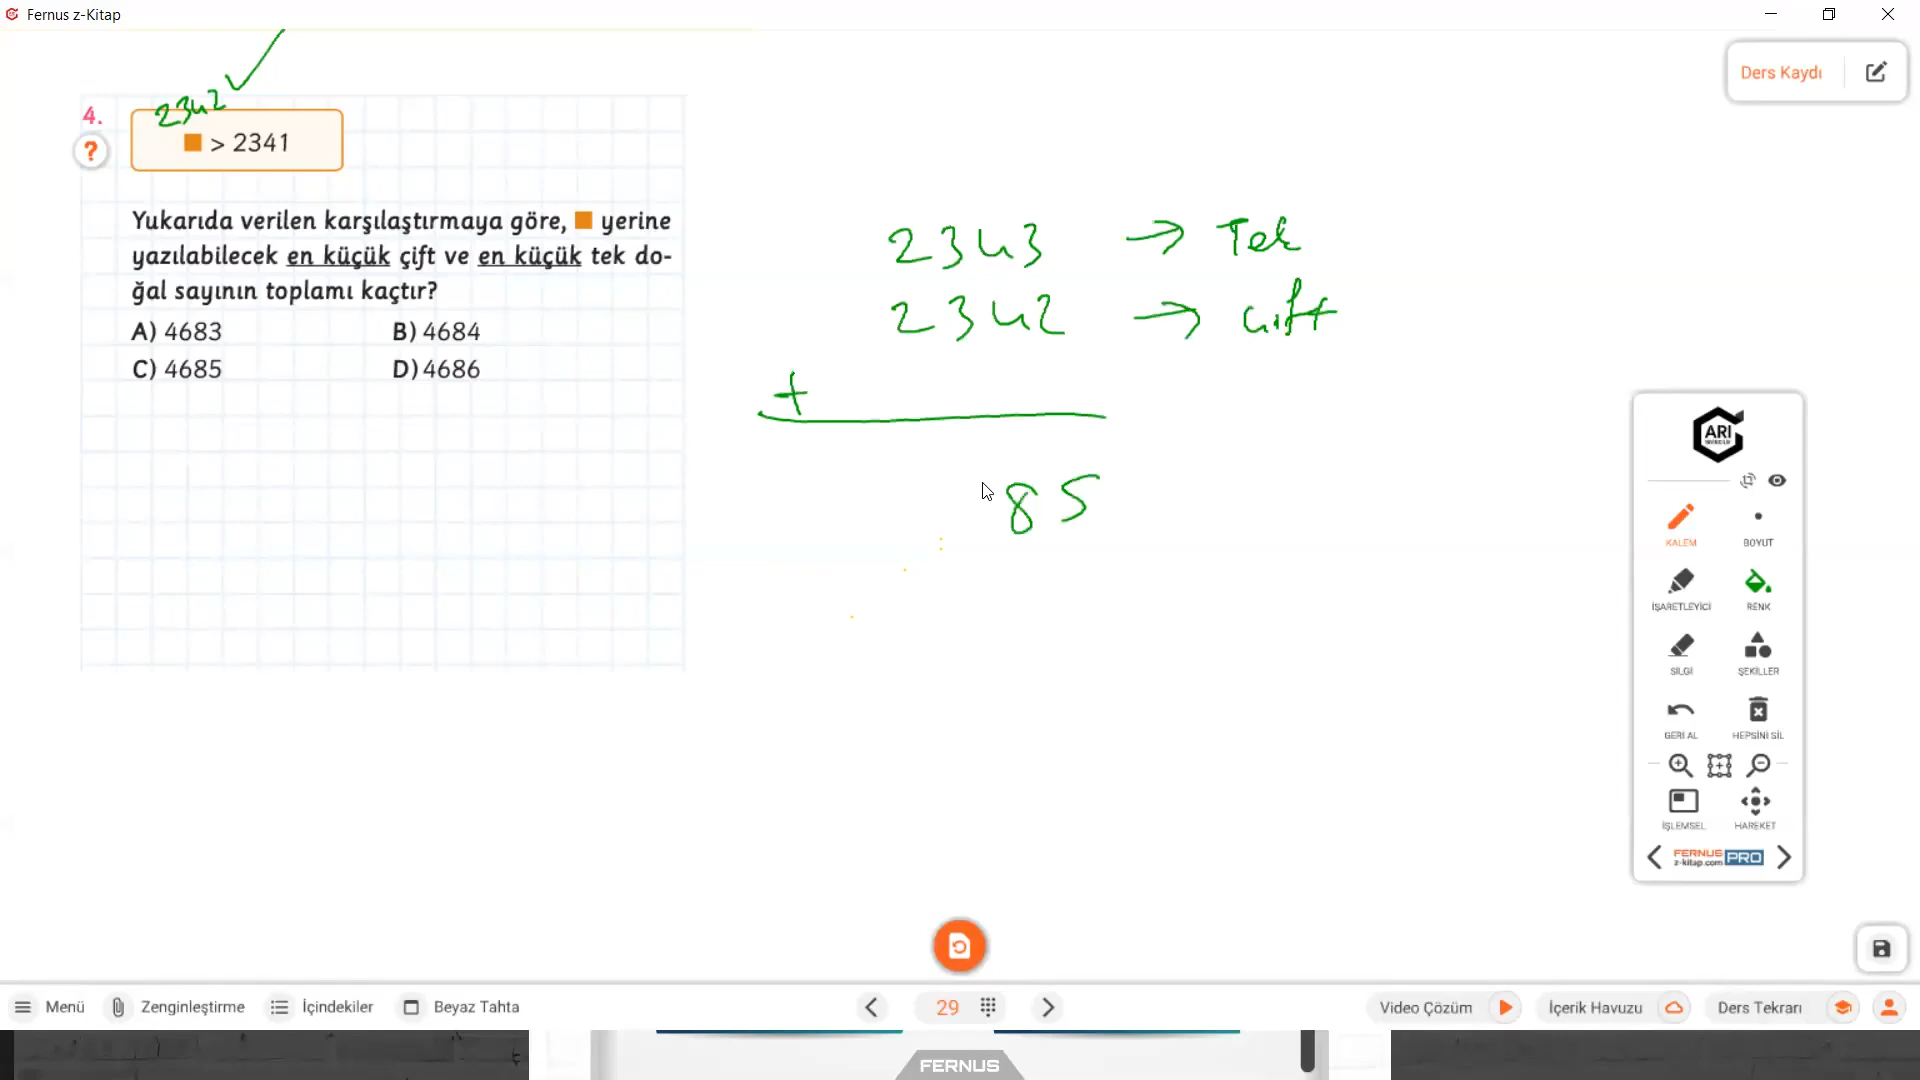 Fernus z-Kitap
Ders Kaydı
2342
4.
?
> 2341
Yukarıda verilen karşılaştırmaya göre, yerine
yazılabilecek en küçük çift ve en küçük tek do-
ğal sayının toplamı kaçtır?
A) 4683
B) 4684
C) 4685
D) 4686
2343 → Tek
2342 → Çift
+
85
ARI
KALEM
BOYUT
İŞARETLEYİCİ
RENK
SİLGİ
ŞEKİLLER
GERİ AL
HEPSİNİ SİL
İŞLEMSEL
HAREKET
FERNUS
z-kitap.com PRO
Menü
Zenginleştirme
İçindekiler
Beyaz Tahta
29
Video Çözüm
İçerik Havuzu
Ders Tekrarı
FERNUS